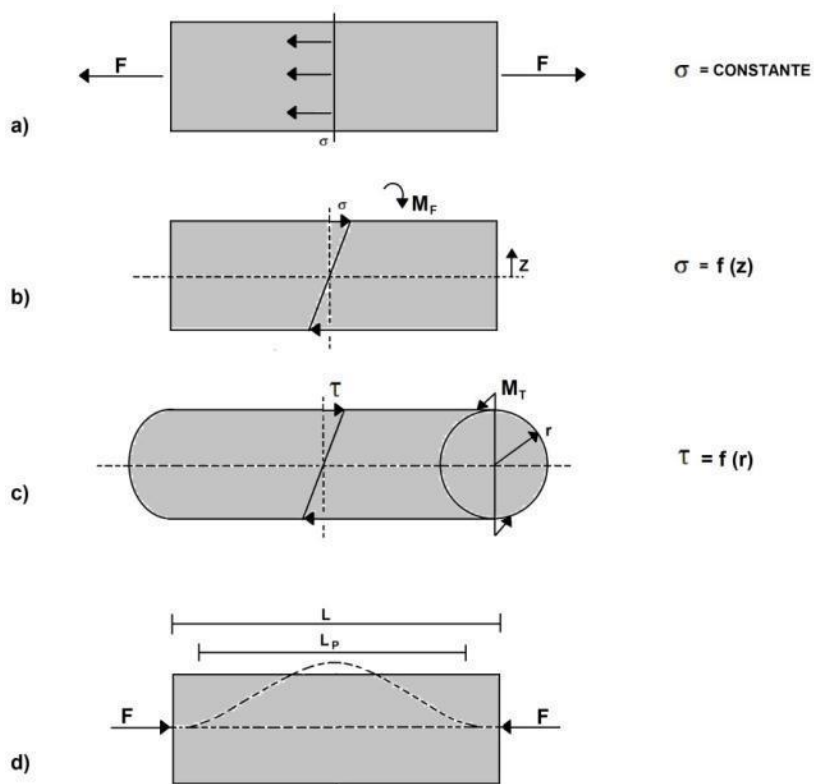 F
F
σ = CONSTANTE
a)
σ
σ
M_F
Z
σ = f (z)
b)
τ
M_T
r
τ = f (r)
c)
L
L_P
F
F
d)